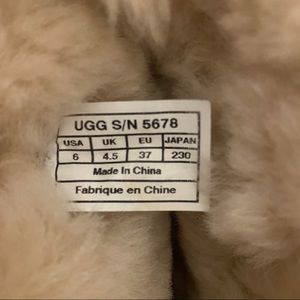 UGG S/N 5678
USA UK EU JAPAN
6 4.5 37 230
Made In China
Fabrique en Chine